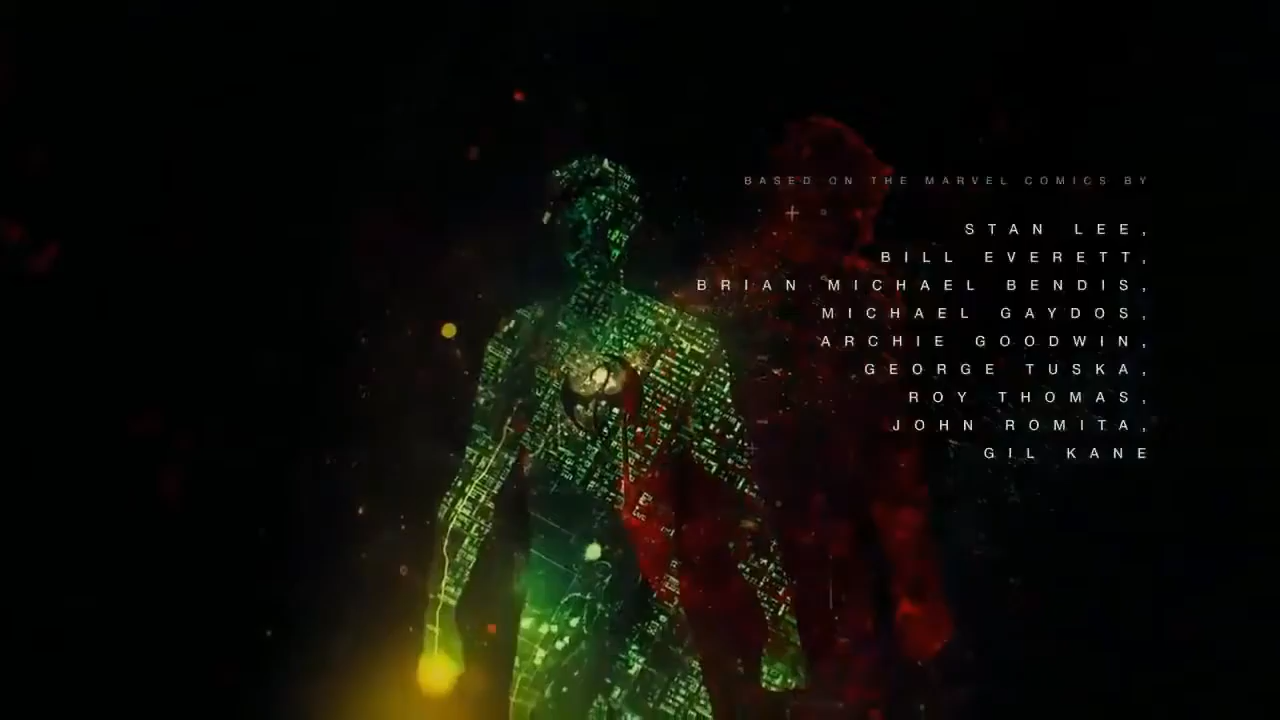 BASED ON THE MARVEL COMICS BY
STAN LEE,
BILL EVERETT,
BRIAN MICHAEL BENDIS,
MICHAEL GAYDOS,
ARCHIE GOODWIN,
GEORGE TUSKA,
ROY THOMAS,
JOHN ROMITA,
GIL KANE